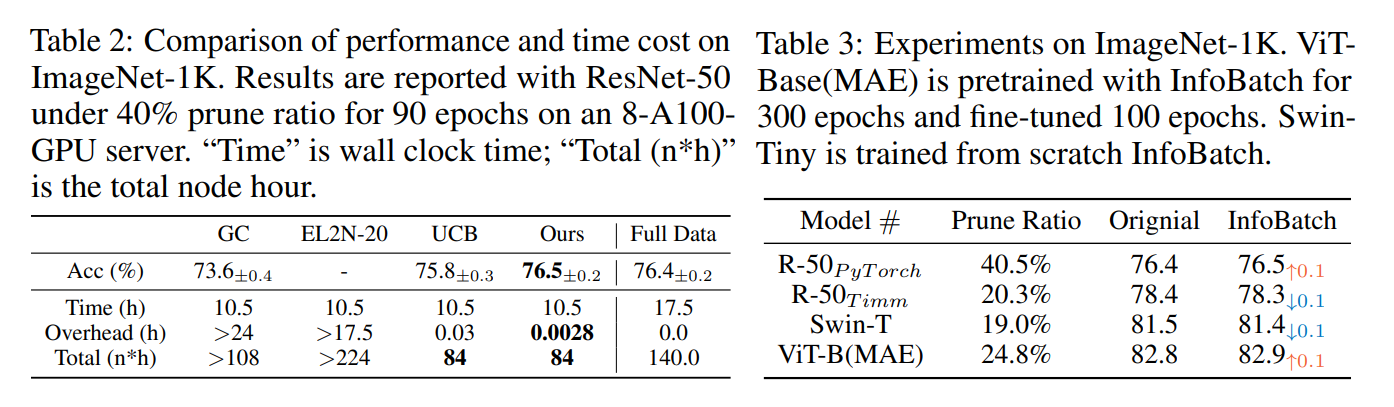 Table 2: Comparison of performance and time cost on
ImageNet-1K. Results are reported with ResNet-50
under 40% prune ratio for 90 epochs on an 8-A100-
GPU server. “Time” is wall clock time; “Total (n*h)”
is the total node hour.
GC EL2N-20 UCB Ours Full Data
Acc (%) 73.6±0.4 - 75.8±0.3 76.5±0.2 76.4±0.2
Time (h) 10.5 10.5 10.5 10.5 17.5
Overhead (h) >24 >17.5 0.03 0.0028 0.0
Total (n*h) >108 >224 84 84 140.0
Table 3: Experiments on ImageNet-1K. ViT-
Base(MAE) is pretrained with InfoBatch for
300 epochs and fine-tuned 100 epochs. Swin-
Tiny is trained from scratch InfoBatch.
Model # Prune Ratio Orignial InfoBatch
R-50PyTorch 40.5% 76.4 76.5↑0.1
R-50Timm 20.3% 78.4 78.3↓0.1
Swin-T 19.0% 81.5 81.4↓0.1
ViT-B(MAE) 24.8% 82.8 82.9↑0.1